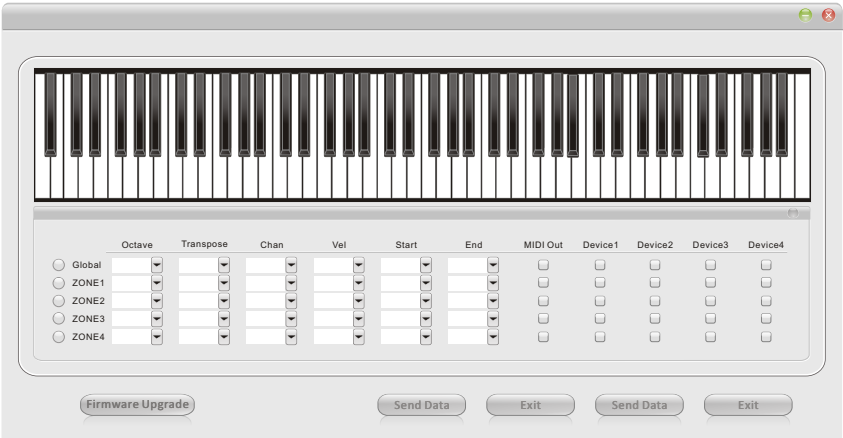 Octave Transpose Chan Vel Start End MIDI Out Device1 Device2 Device3 Device4
Global
ZONE1
ZONE2
ZONE3
ZONE4
Firmware Upgrade Send Data Exit Send Data Exit